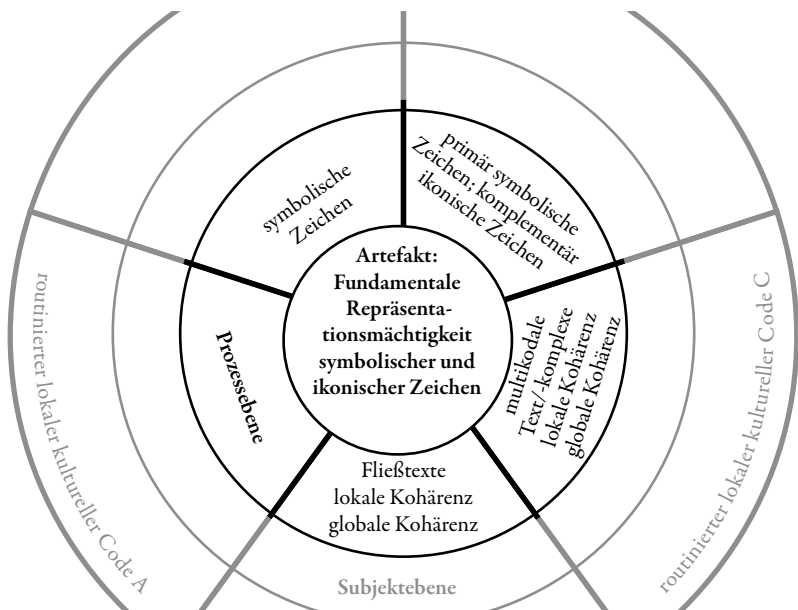 symbolische
Zeichen
primär symbolische
Zeichen; komplementär
ikonische Zeichen
Artefakt:
Fundamentale
Repräsenta-
tionsmächtigkeit
symbolischer und
ikonischer Zeichen
Prozessebene
multikodale
Text/-komplexe
lokale Kohärenz
globale Kohärenz
Fließtexte
lokale Kohärenz
globale Kohärenz
routinierter lokaler kultureller Code A
Subjektebene
routinierter lokaler kultureller Code C